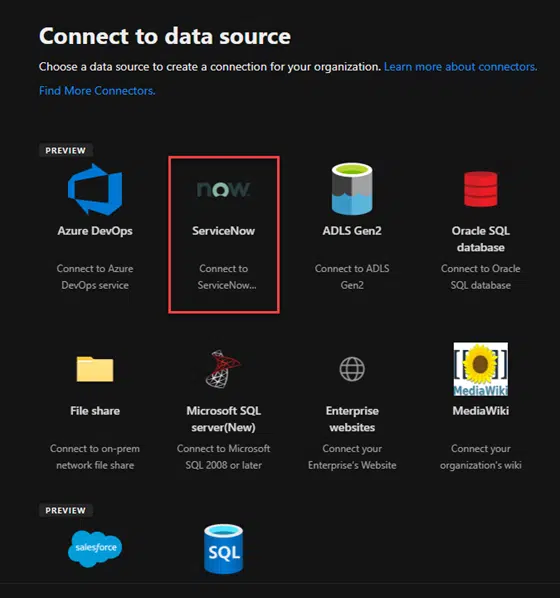 Connect to data source
Choose a data source to create a connection for your organization. Learn more about connectors.
Find More Connectors.
PREVIEW
now
Azure DevOps
ServiceNow
ADLS Gen2
Oracle SQL
database
Connect to Azure
DevOps service
Connect to
ServiceNow...
Connect to ADLS
Gen2
Connect to Oracle
SQL database
[[ ]]
MediaWiki
File share
Microsoft SQL
server(New)
Enterprise
websites
MediaWiki
Connect to on-prem
network file share
Connect to Microsoft
SQL 2008 or later
Connect your
Enterprise's Website
Connect your
organization's wiki
PREVIEW
salesforce
SQL